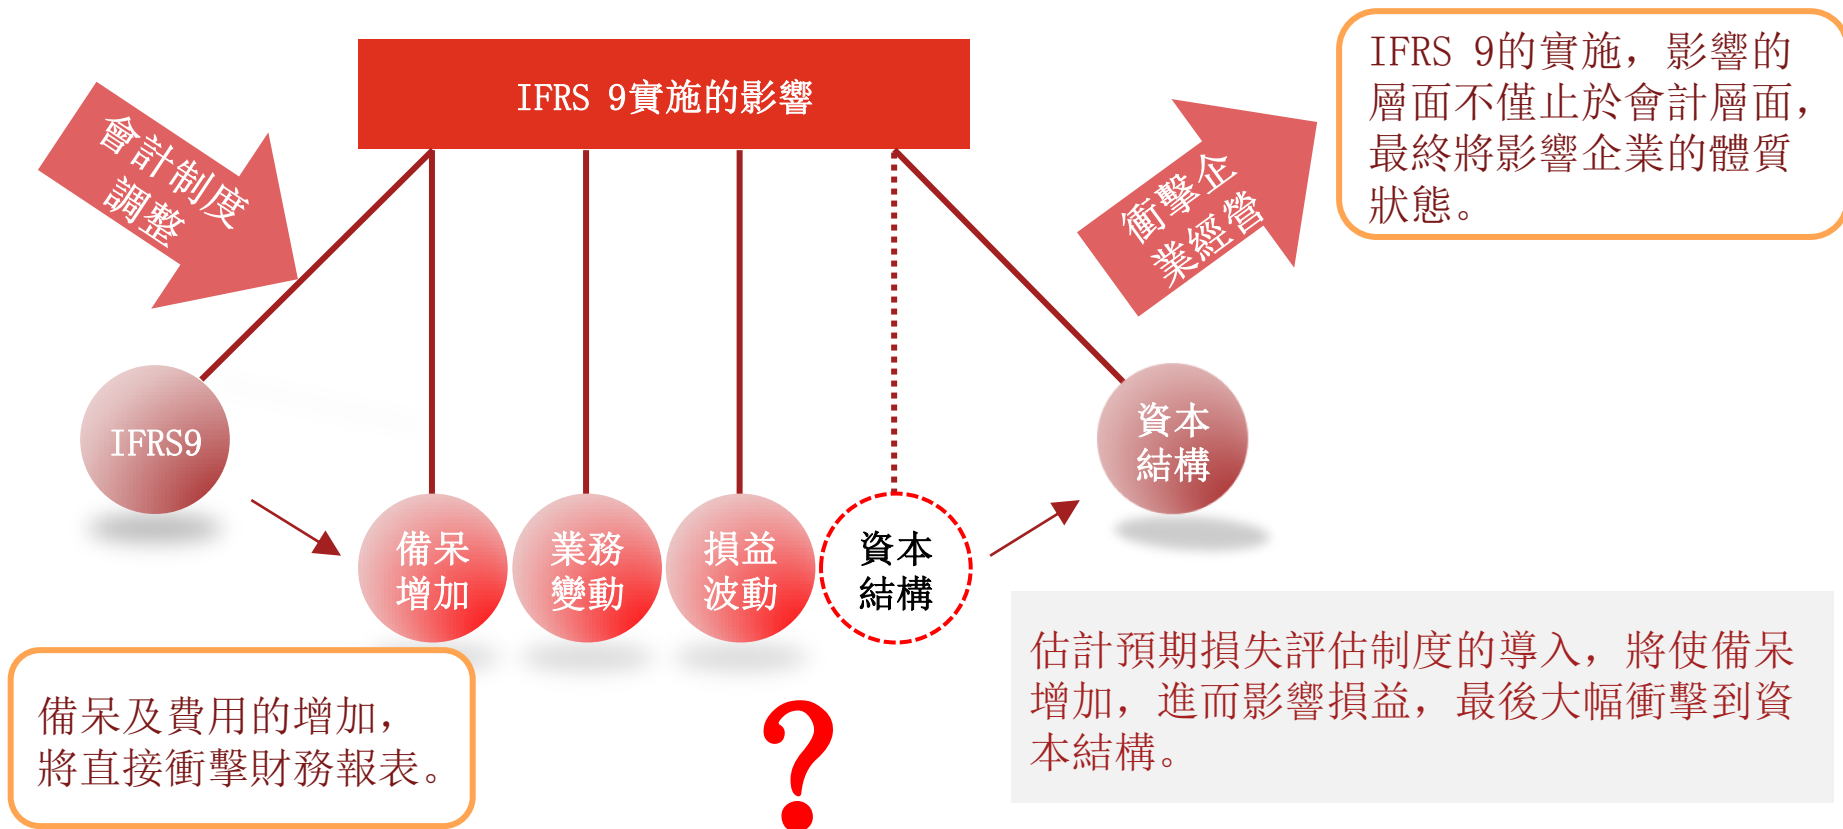 IFRS 9實施的影響
會計制度
調整
衝擊企
業經營
IFRS 9的實施，影響的
層面不僅止於會計層面，
最終將影響企業的體質
狀態。
IFRS9
備呆
增加
業務
變動
損益
波動
資本
結構
資本
結構
備呆及費用的增加，
將直接衝擊財務報表。
？
估計預期損失評估制度的導入，將使備呆
增加，進而影響損益，最後大幅衝擊到資
本結構。